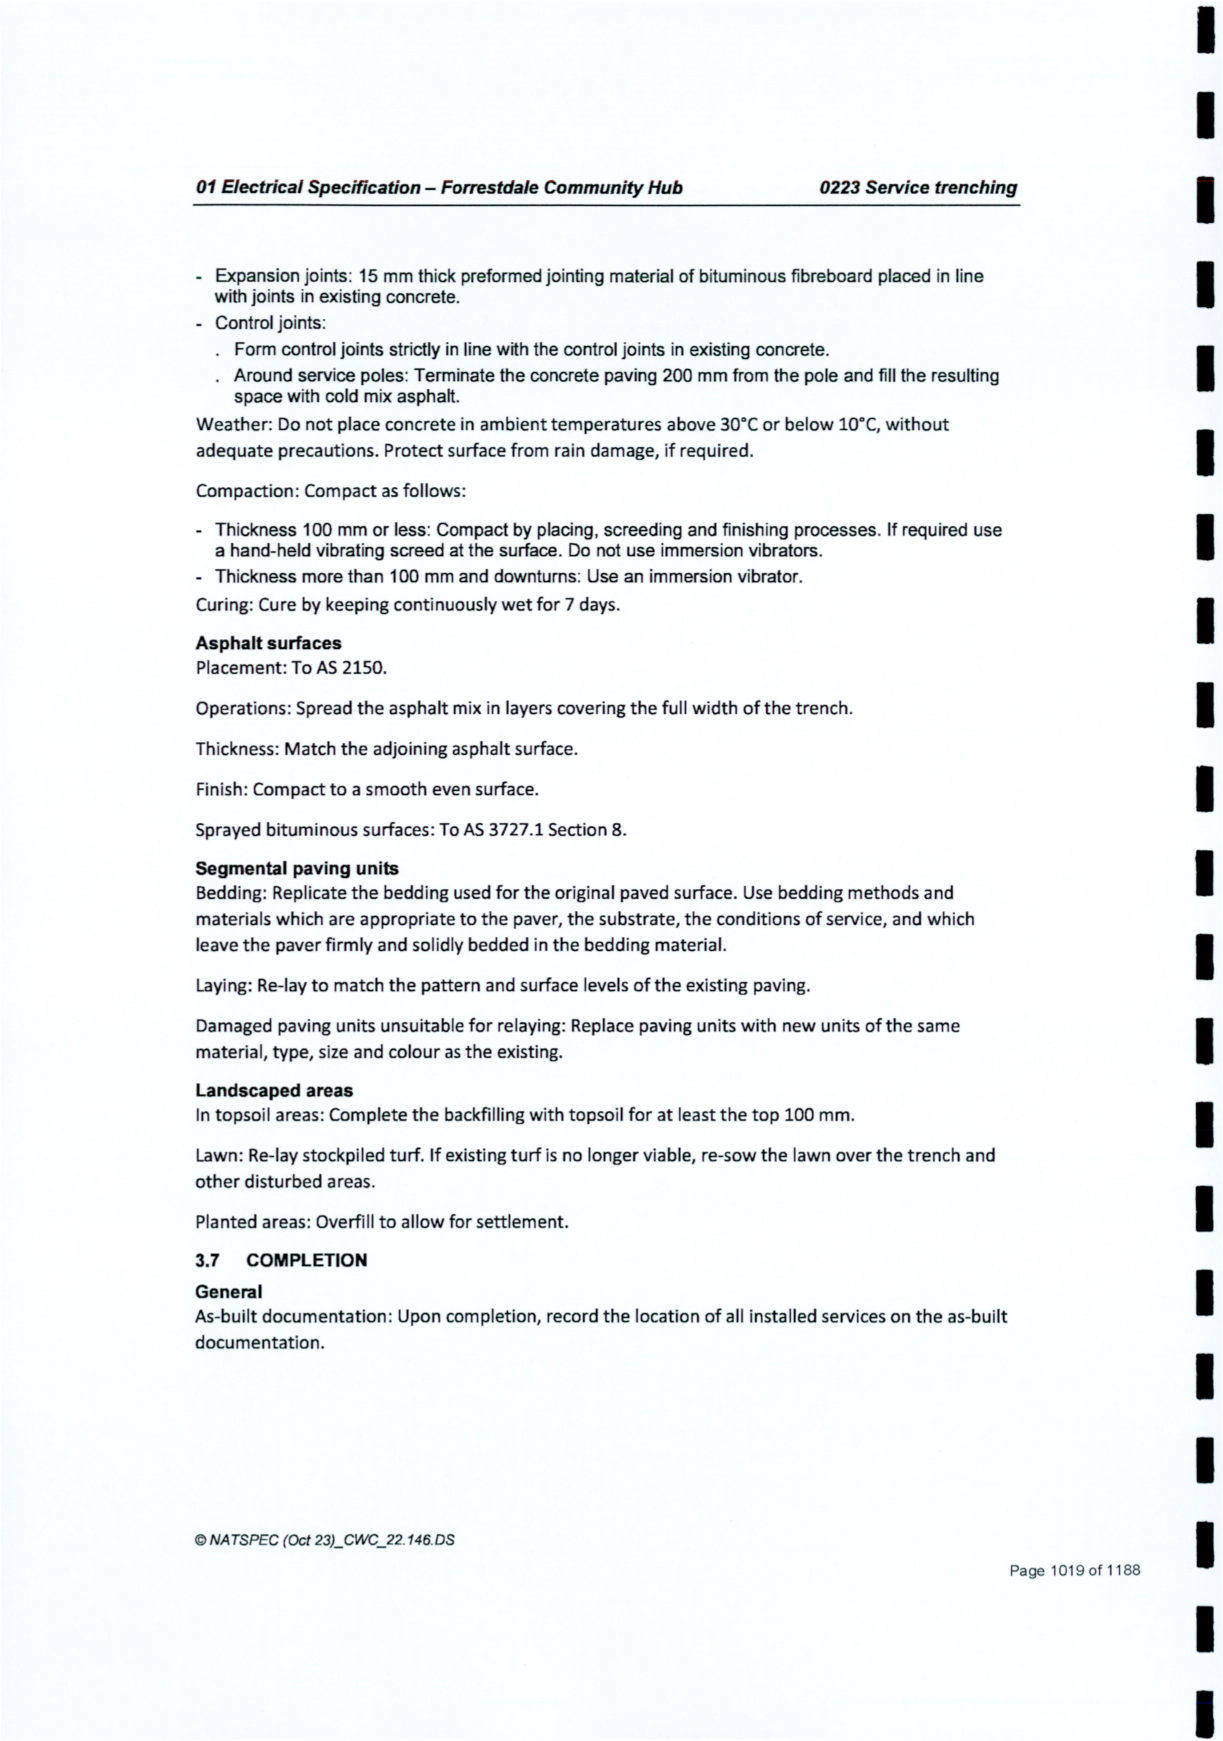 01 Electrical Specification – Forrestdale Community Hub 0223 Service trenching
- Expansion joints: 15 mm thick preformed jointing material of bituminous fibreboard placed in line
with joints in existing concrete.
- Control joints:
. Form control joints strictly in line with the control joints in existing concrete.
. Around service poles: Terminate the concrete paving 200 mm from the pole and fill the resulting
space with cold mix asphalt.
Weather: Do not place concrete in ambient temperatures above 30°C or below 10°C, without
adequate precautions. Protect surface from rain damage, if required.
Compaction: Compact as follows:
- Thickness 100 mm or less: Compact by placing, screeding and finishing processes. If required use
a hand-held vibrating screed at the surface. Do not use immersion vibrators.
- Thickness more than 100 mm and downturns: Use an immersion vibrator.
Curing: Cure by keeping continuously wet for 7 days.
Asphalt surfaces
Placement: To AS 2150.
Operations: Spread the asphalt mix in layers covering the full width of the trench.
Thickness: Match the adjoining asphalt surface.
Finish: Compact to a smooth even surface.
Sprayed bituminous surfaces: To AS 3727.1 Section 8.
Segmental paving units
Bedding: Replicate the bedding used for the original paved surface. Use bedding methods and
materials which are appropriate to the paver, the substrate, the conditions of service, and which
leave the paver firmly and solidly bedded in the bedding material.
Laying: Re-lay to match the pattern and surface levels of the existing paving.
Damaged paving units unsuitable for relaying: Replace paving units with new units of the same
material, type, size and colour as the existing.
Landscaped areas
In topsoil areas: Complete the backfilling with topsoil for at least the top 100 mm.
Lawn: Re-lay stockpiled turf. If existing turf is no longer viable, re-sow the lawn over the trench and
other disturbed areas.
Planted areas: Overfill to allow for settlement.
3.7 COMPLETION
General
As-built documentation: Upon completion, record the location of all installed services on the as-built
documentation.
© NATSPEC (Oct 23)_CWC_22.146.DS
Page 1019 of 1188